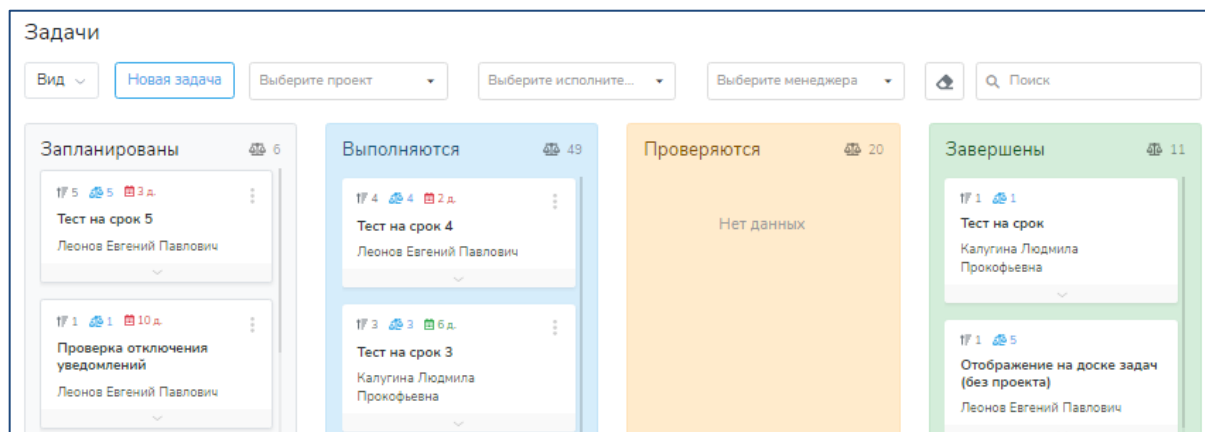 Задачи
Вид
Новая задача
Выберите проект
Выберите исполните...
Выберите менеджера
Поиск
Запланированы 6
5 5 3 д.
Тест на срок 5
Леонов Евгений Павлович
1 1 10 д.
Проверка отключения
уведомлений
Леонов Евгений Павлович
Выполняются 49
4 4 2 д.
Тест на срок 4
Леонов Евгений Павлович
3 3 6 д.
Тест на срок 3
Калугина Людмила
Прокофьевна
Проверяются 20
Нет данных
Завершены 11
1 1
Тест на срок
Калугина Людмила
Прокофьевна
1 5
Отображение на доске задач
(без проекта)
Леонов Евгений Павлович